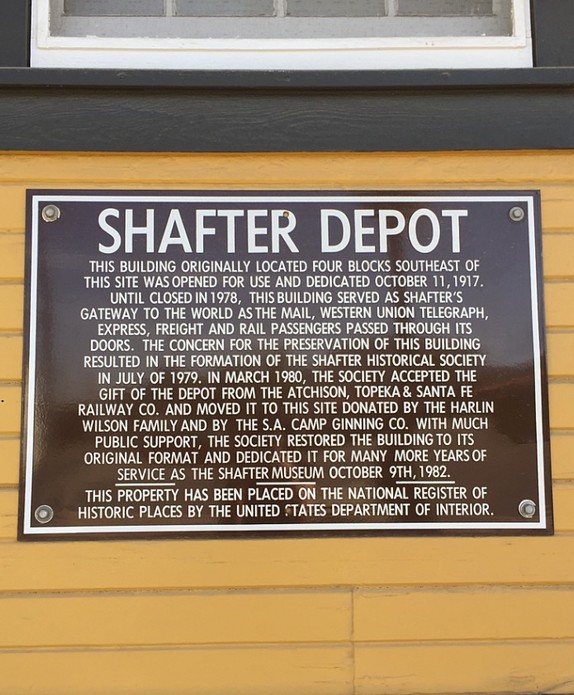 SHAFTER DEPOT
THIS BUILDING ORIGINALLY LOCATED FOUR BLOCKS SOUTHEAST OF
THIS SITE WAS OPENED FOR USE AND DEDICATED OCTOBER 11, 1917.
UNTIL CLOSED IN 1978, THIS BUILDING SERVED AS SHAFTER'S
GATEWAY TO THE WORLD AS THE MAIL, WESTERN UNION TELEGRAPH,
EXPRESS, FREIGHT AND RAIL PASSENGERS PASSED THROUGH ITS
DOORS. THE CONCERN FOR THE PRESERVATION OF THIS BUILDING
RESULTED IN THE FORMATION OF THE SHAFTER HISTORICAL SOCIETY
IN JULY OF 1979. IN MARCH 1980, THE SOCIETY ACCEPTED THE
GIFT OF THE DEPOT FROM THE ATCHISON, TOPEKA & SANTA FE
RAILWAY CO. AND MOVED IT TO THIS SITE DONATED BY THE HARLIN
WILSON FAMILY AND BY THE S.A. CAMP GINNING CO. WITH MUCH
PUBLIC SUPPORT, THE SOCIETY RESTORED THE BUILDING TO ITS
ORIGINAL FORMAT AND DEDICATED IT FOR MANY MORE YEARS OF
SERVICE AS THE SHAFTER MUSEUM OCTOBER 9TH, 1982.
THIS PROPERTY HAS BEEN PLACED ON THE NATIONAL REGISTER OF
HISTORIC PLACES BY THE UNITED STATES DEPARTMENT OF INTERIOR.